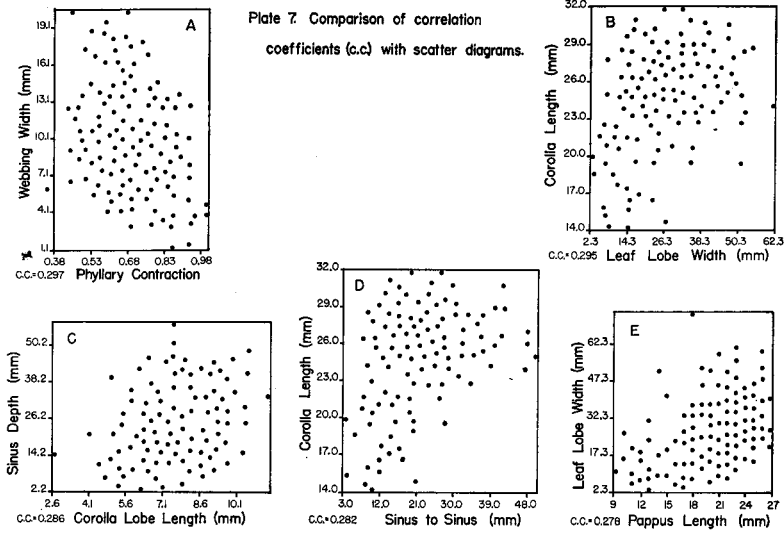 Plate 7. Comparison of correlation
coefficients (c.c.) with scatter diagrams.
A
Webbing Width (mm)
19.1
16.1
13.1
10.1
7.1
4.1
1.1
0.38 0.53 0.68 0.83 0.98
C.C.=0.297 Phyllary Contraction
B
Corolla Length (mm)
32.0
29.0
26.0
23.0
20.0
17.0
14.0
2.3 14.3 26.3 38.3 50.3 62.3
C.C.=0.295 Leaf Lobe Width (mm)
C
Sinus Depth (mm)
50.2
38.2
26.2
14.2
2.2
2.6 4.1 5.6 7.1 8.6 10.1
C.C.=0.286 Corolla Lobe Length (mm)
D
Corolla Length (mm)
32.0
29.0
26.0
23.0
20.0
17.0
14.0
3.0 12.0 21.0 30.0 39.0 48.0
C.C.=0.282 Sinus to Sinus (mm)
E
Leaf Lobe Width (mm)
62.3
47.3
32.3
17.3
2.3
9 12 15 18 21 24 27
C.C.=0.278 Pappus Length (mm)